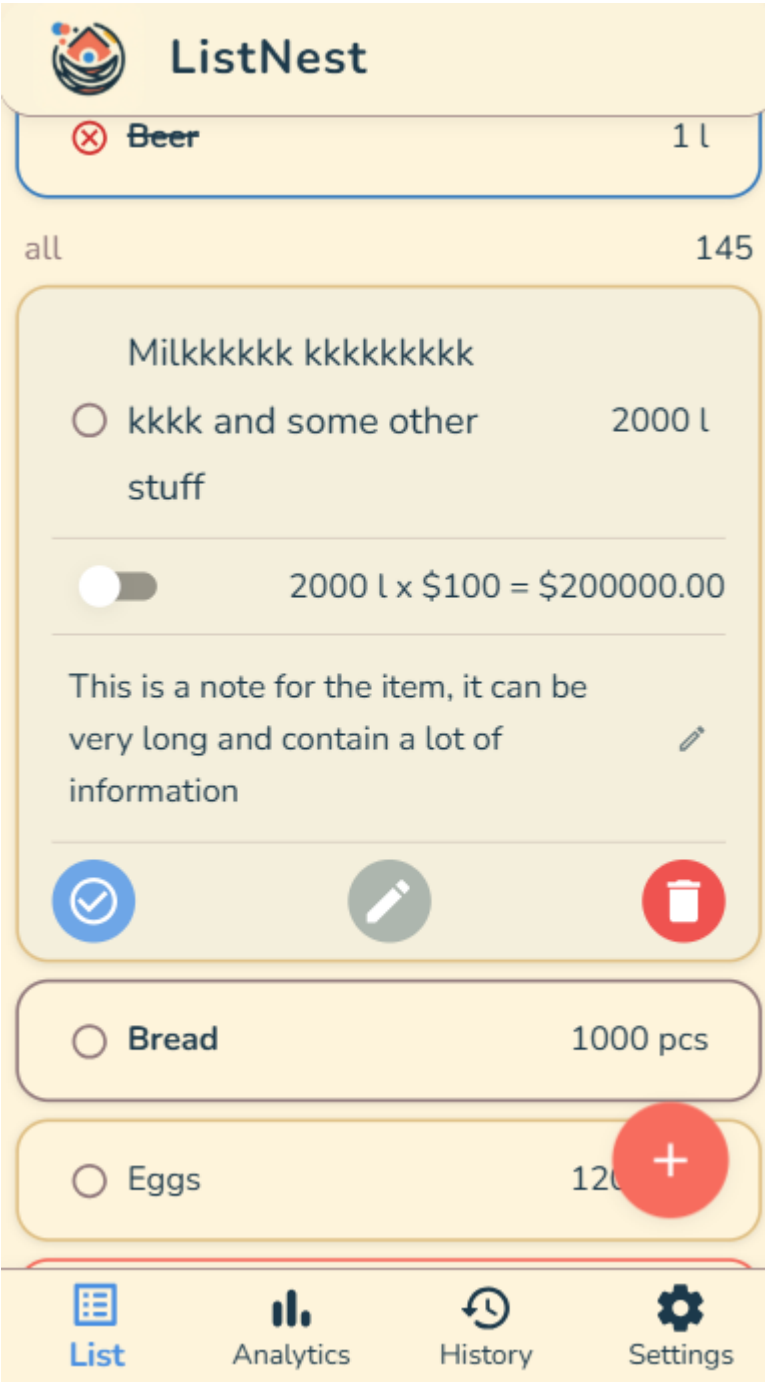 ListNest
Beer 1 l
all 145
Milkkkkkk kkkkkkkkk
kkkk and some other 2000 l
stuff
2000 l x $100 = $200000.00
This is a note for the item, it can be
very long and contain a lot of
information
Bread 1000 pcs
Eggs
List Analytics History Settings